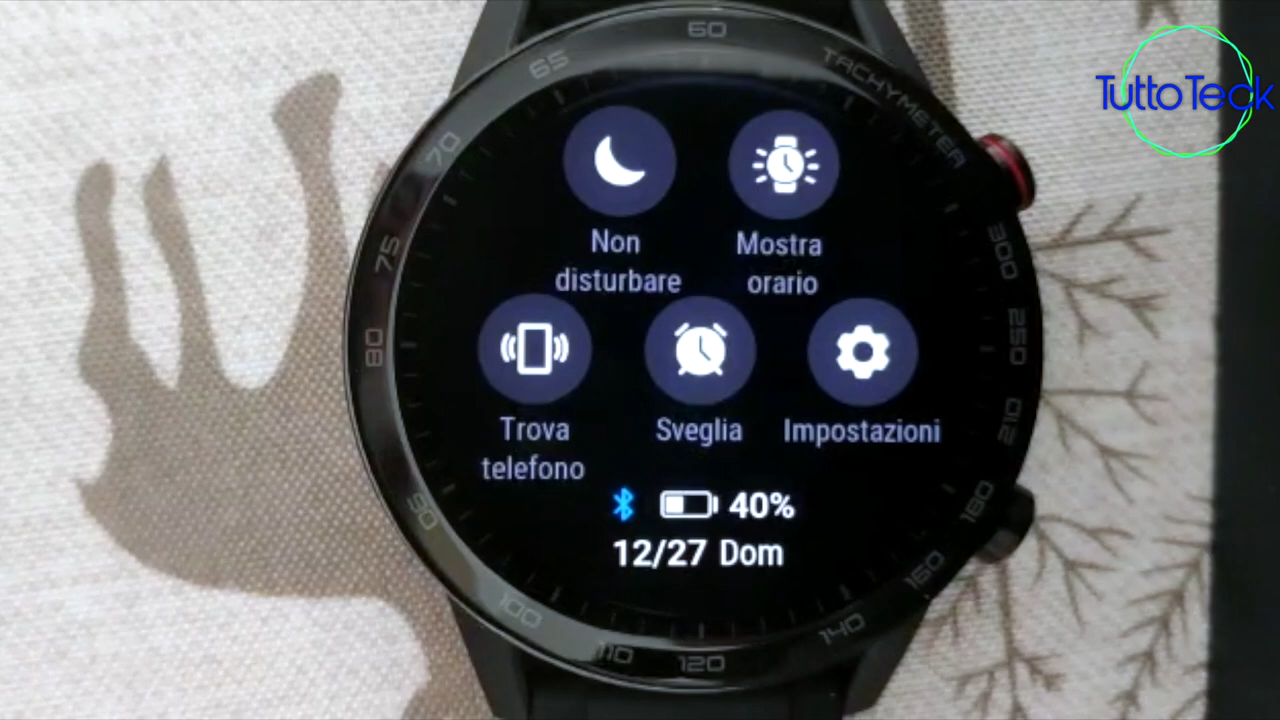 TuttoTeck
TACHYMETER
60
65
70
75
80
90
100
110
120
140
160
180
210
250
300
Non
disturbare
Mostra
orario
Trova
telefono
Sveglia
Impostazioni
40%
12/27 Dom